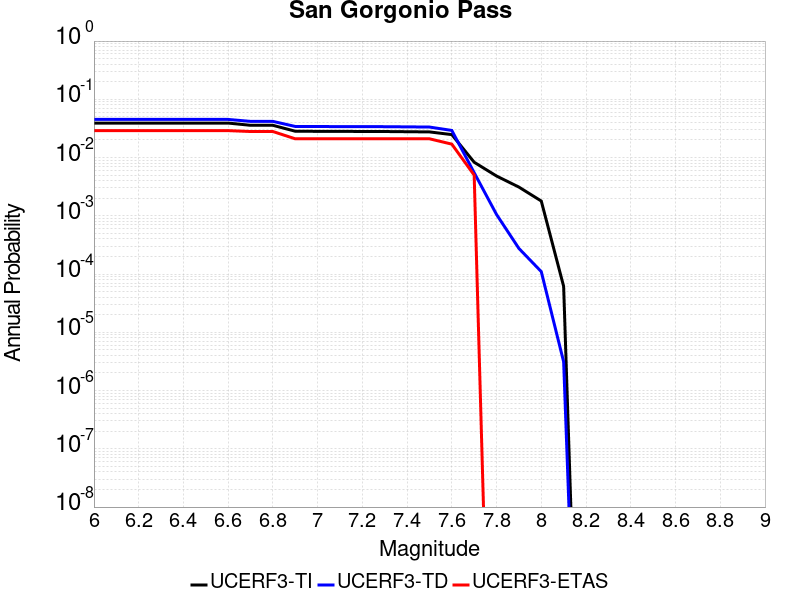 San Gorgonio Pass
10^0
10^-1
10^-2
10^-3
10^-4
10^-5
10^-6
10^-7
10^-8
Annual Probability
6 6.2 6.4 6.6 6.8 7 7.2 7.4 7.6 7.8 8 8.2 8.4 8.6 8.8 9
Magnitude
UCERF3-TI UCERF3-TD UCERF3-ETAS